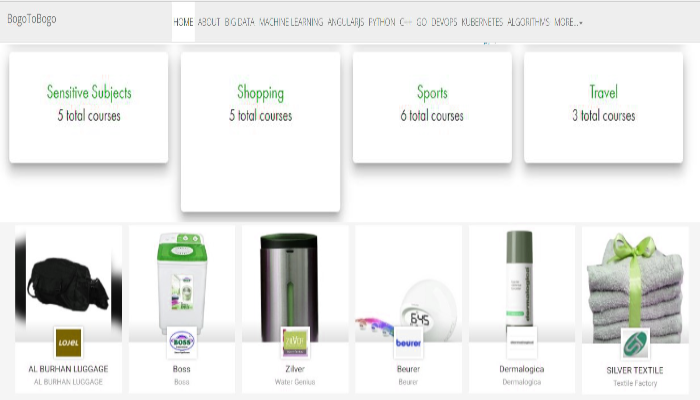 BogoToBogo
HOME ABOUT BIG DATA MACHINE LEARNING ANGULARJS PYTHON C++ GO DEVOPS KUBERNETES ALGORITHMS MORE...
Sensitive Subjects
5 total courses
Shopping
5 total courses
Sports
6 total courses
Travel
3 total courses
LOJEL
AL BURHAN LUGGAGE
AL BURHAN LUGGAGE
BOSS
Boss
Boss
Zilver
Water Genius
6:45
beurer
Beurer
Beurer
Dermalogica
Dermalogica
SILVER TEXTILE
Textile Factory